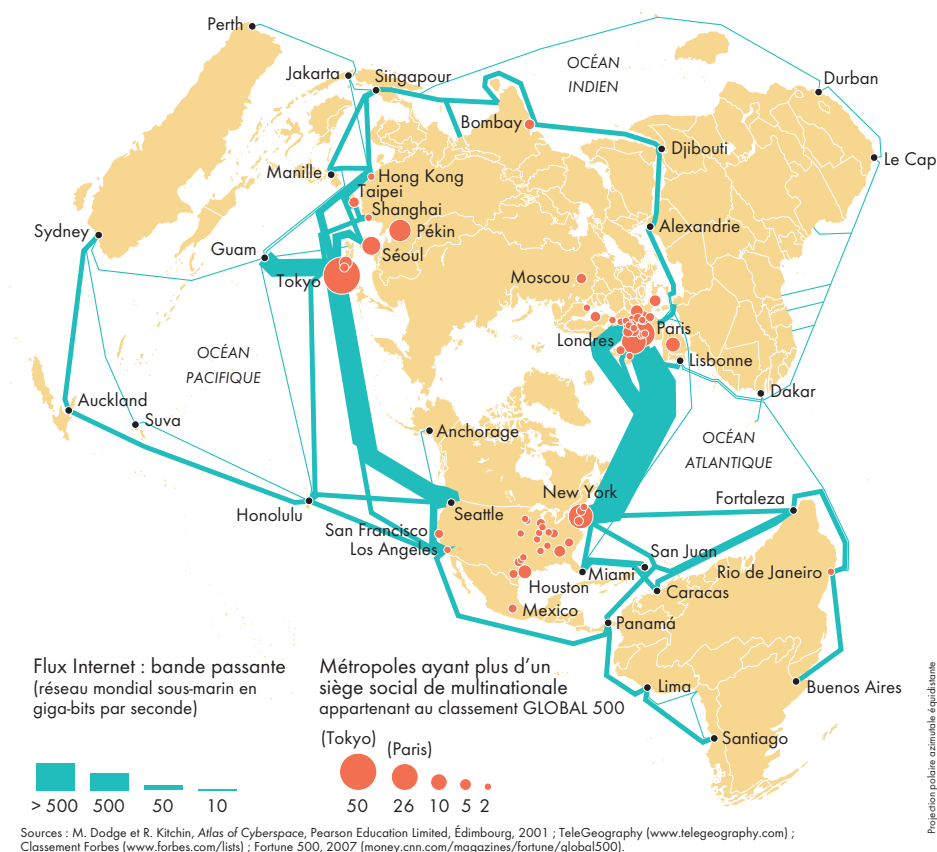 Perth
Jakarta
Singapour
OCÉAN
INDIEN
Durban
Bombay
Djibouti
Le Cap
Manille
Hong Kong
Taipei
Shanghai
Pékin
Séoul
Sydney
Guam
Tokyo
Alexandrie
Moscou
Londres
Paris
Lisbonne
Dakar
OCÉAN
PACIFIQUE
Auckland
Suva
Anchorage
OCÉAN
ATLANTIQUE
Honolulu
Seattle
New York
Fortaleza
San Francisco
Los Angeles
San Juan
Houston
Miami
Rio de Janeiro
Caracas
Mexico
Panamá
Lima
Buenos Aires
Santiago
Flux Internet : bande passante
(réseau mondial sous-marin en
giga-bits par seconde)
> 500 500 50 10
Métropoles ayant plus d'un
siège social de multinationale
appartenant au classement GLOBAL 500
(Tokyo) (Paris)
50 26 10 5 2
Projection polaire azimutale équidistante
Sources : M. Dodge et R. Kitchin, Atlas of Cyberspace, Pearson Education Limited, Édimbourg, 2001 ; TeleGeography (www.telegeography.com) ;
Classement Forbes (www.forbes.com/lists) ; Fortune 500, 2007 (money.cnn.com/magazines/fortune/global500).